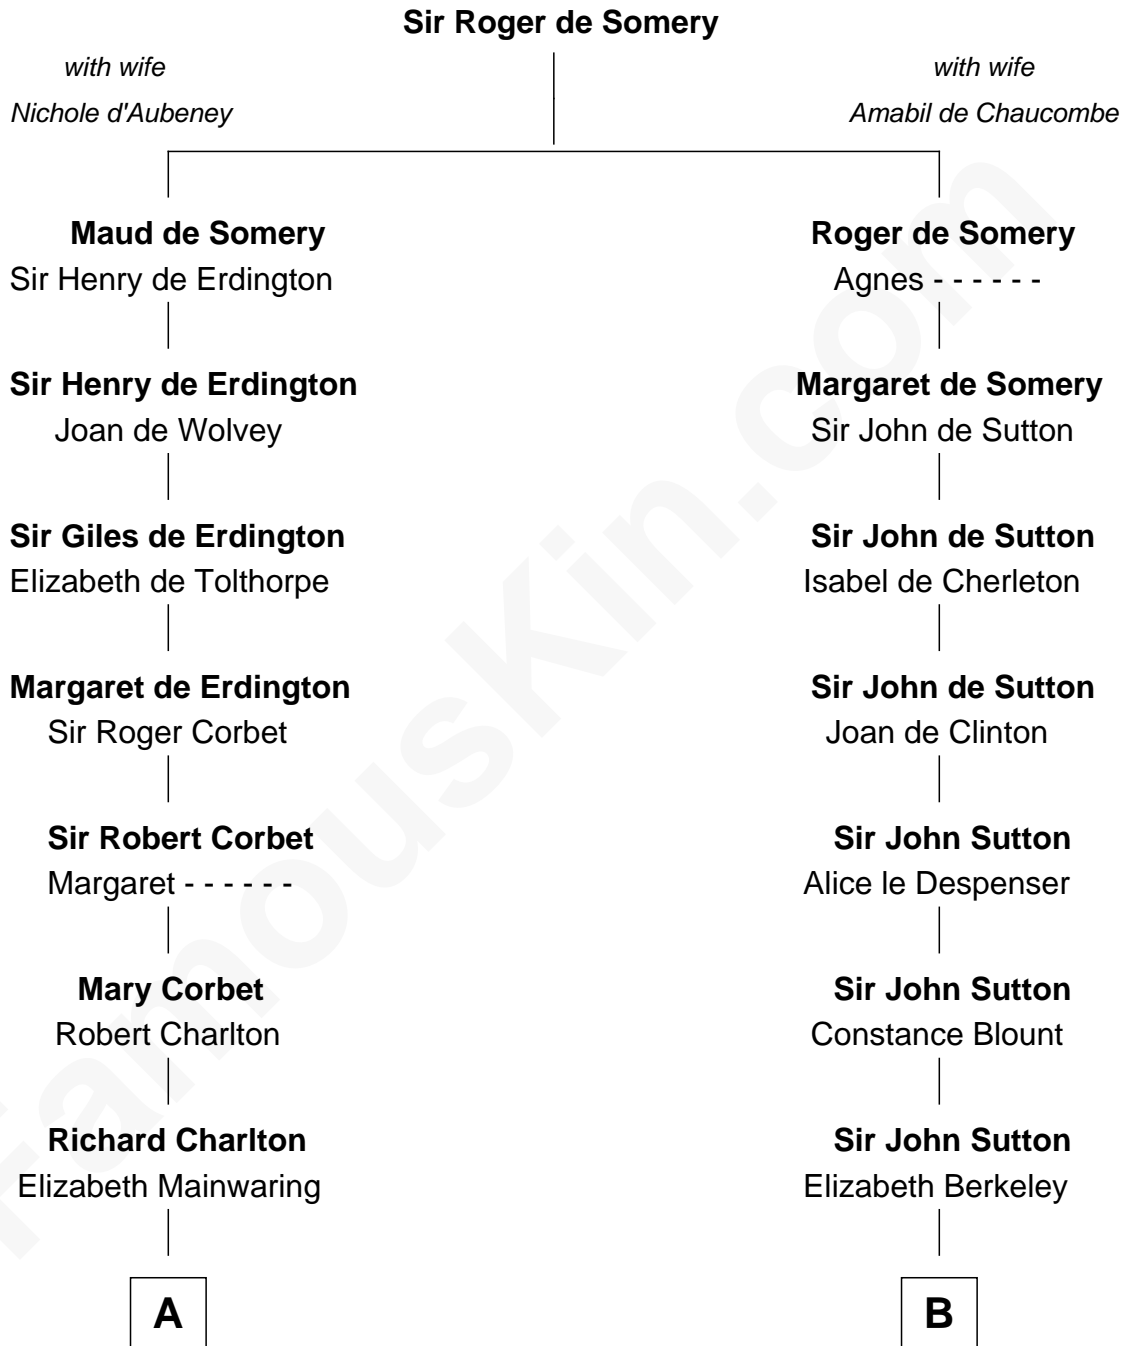 Sir Roger de Somery
with wife
Nichole d'Aubeney
with wife
Amabil de Chaucombe
Maud de Somery
Sir Henry de Erdington
Roger de Somery
Agnes - - - - - -
Sir Henry de Erdington
Joan de Wolvey
Margaret de Somery
Sir John de Sutton
Sir Giles de Erdington
Elizabeth de Tolthorpe
Sir John de Sutton
Isabel de Cherleton
Margaret de Erdington
Sir Roger Corbet
Sir John de Sutton
Joan de Clinton
Sir Robert Corbet
Margaret - - - - - -
Sir John Sutton
Alice le Despenser
Mary Corbet
Robert Charlton
Sir John Sutton
Constance Blount
Richard Charlton
Elizabeth Mainwaring
Sir John Sutton
Elizabeth Berkeley
A
B
FamousKin.com